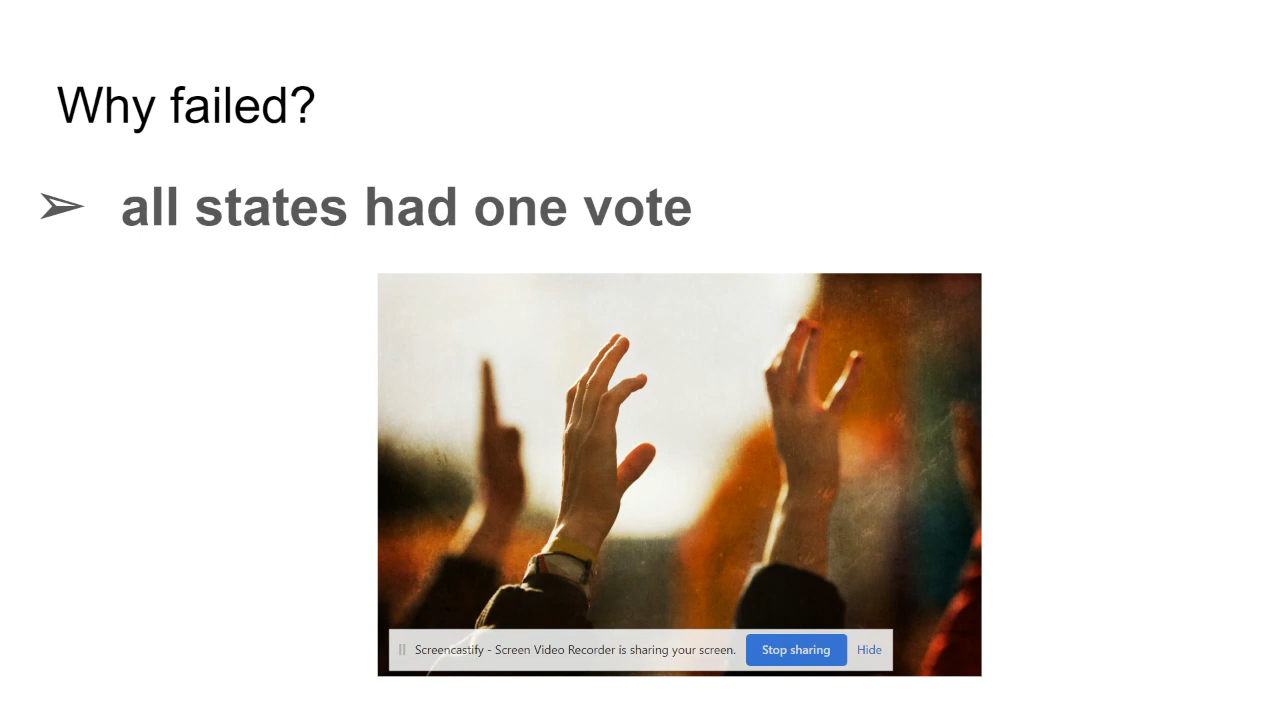 Why failed?
➢ all states had one vote
Screencastify - Screen Video Recorder is sharing your screen. Stop sharing Hide